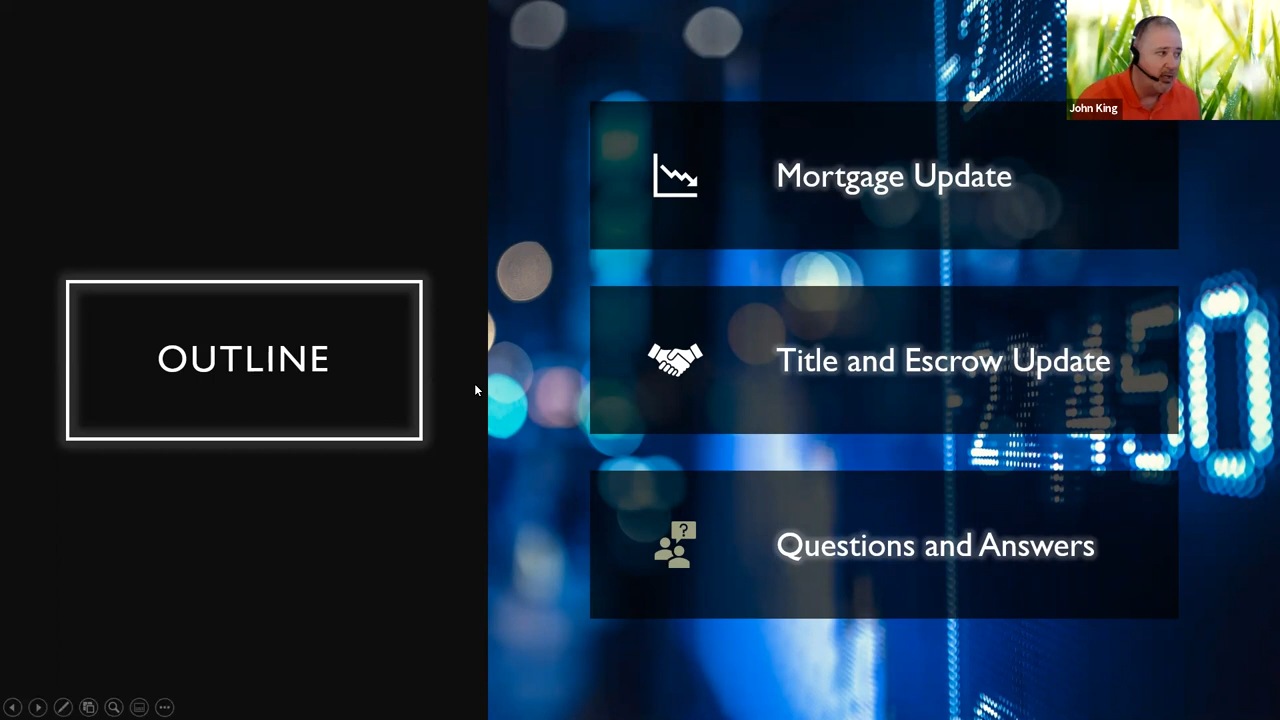 John King
Mortgage Update
OUTLINE
Title and Escrow Update
Questions and Answers